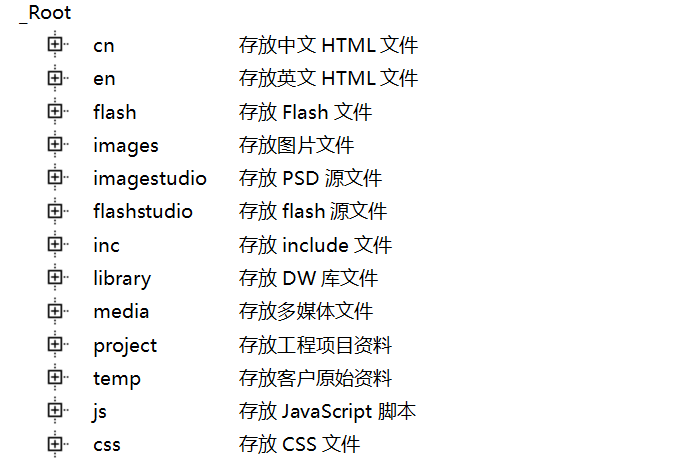 _Root
cn 存放中文 HTML 文件
en 存放英文 HTML 文件
flash 存放 Flash 文件
images 存放图片文件
imagestudio 存放 PSD 源文件
flashstudio 存放 flash 源文件
inc 存放 include 文件
library 存放 DW 库文件
media 存放多媒体文件
project 存放工程项目资料
temp 存放客户原始资料
js 存放 JavaScript 脚本
css 存放 CSS 文件